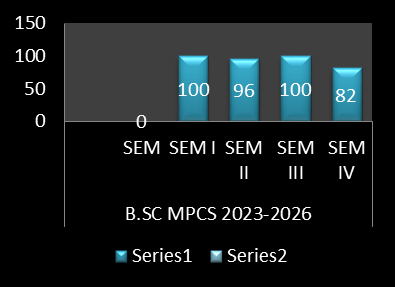 150
100
50
0
0
100
96
100
82
SEM
SEM I
SEM
II
SEM
III
SEM
IV
B.SC MPCS 2023-2026
Series1
Series2